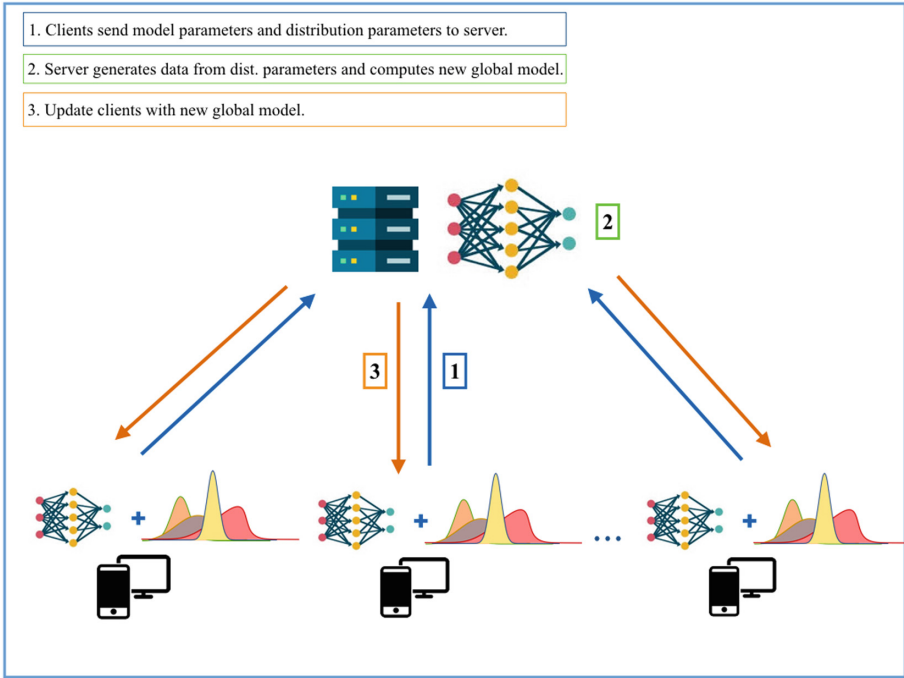 1. Clients send model parameters and distribution parameters to server.
2. Server generates data from dist. parameters and computes new global model.
3. Update clients with new global model.
2
3
1
+
+
...
+